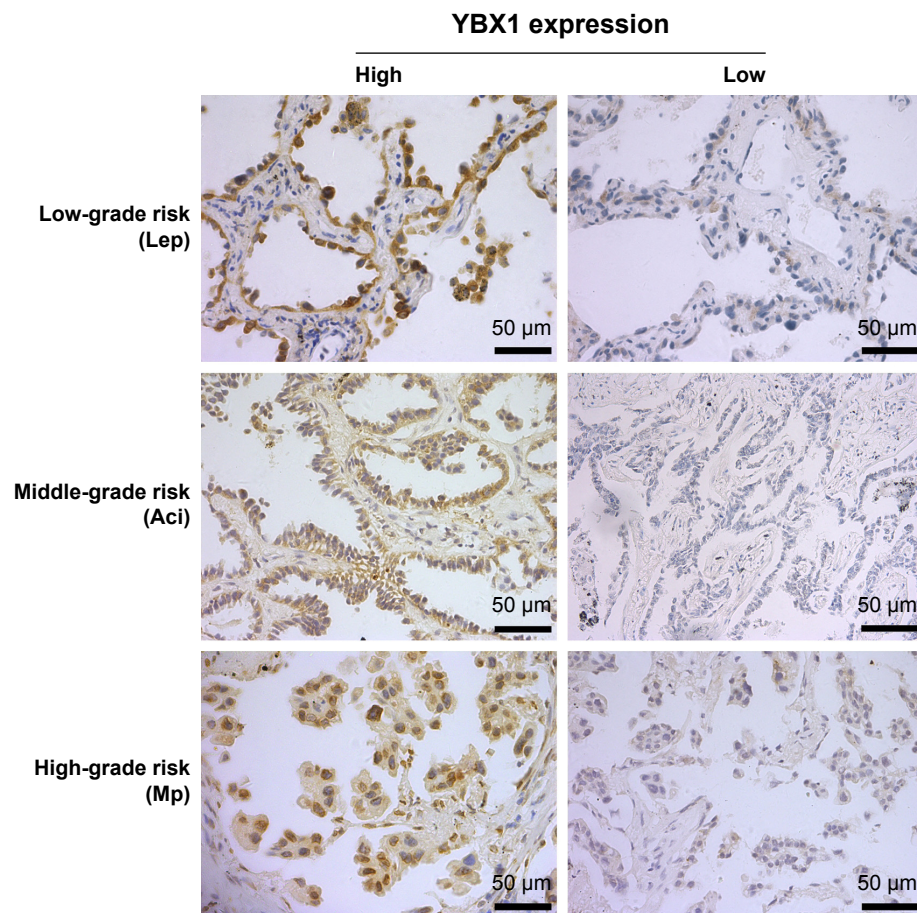 YBX1 expression
High
Low
Low-grade risk
(Lep)
50 µm
50 µm
Middle-grade risk
(Aci)
50 µm
50 µm
High-grade risk
(Mp)
50 µm
50 µm